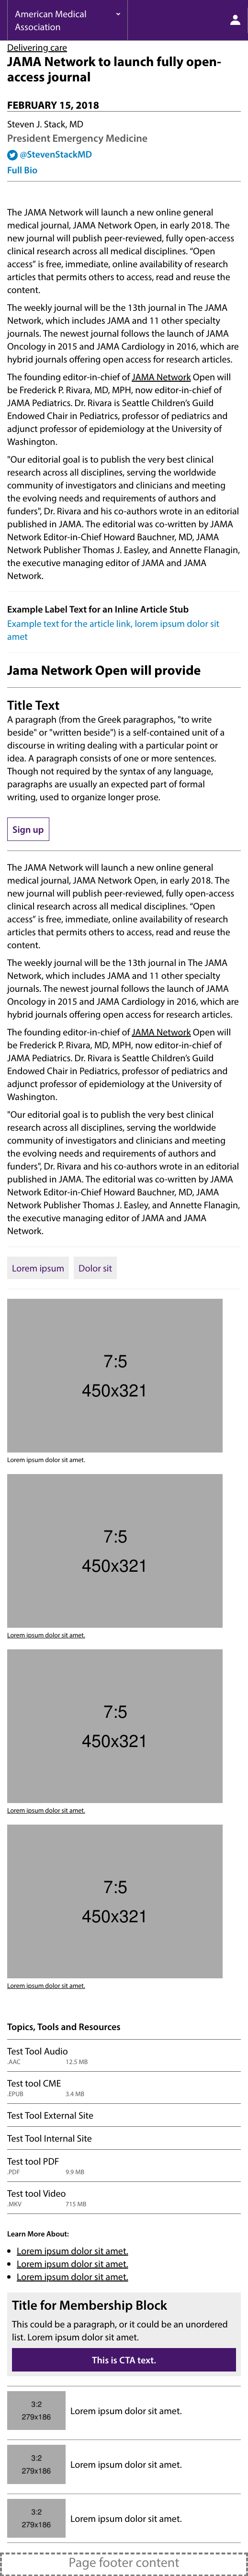 American Medical
Association
Delivering care
JAMA Network to launch fully open-
access journal
FEBRUARY 15, 2018
Steven J. Stack, MD
President Emergency Medicine
@StevenStackMD
Full Bio
The JAMA Network will launch a new online general
medical journal, JAMA Network Open, in early 2018. The
new journal will publish peer-reviewed, fully open-access
clinical research across all medical disciplines. “Open
access” is free, immediate, online availability of research
articles that permits others to access, read and reuse the
content.
The weekly journal will be the 13th journal in The JAMA
Network, which includes JAMA and 11 other specialty
journals. The newest journal follows the launch of JAMA
Oncology in 2015 and JAMA Cardiology in 2016, which are
hybrid journals offering open access for research articles.
The founding editor-in-chief of JAMA Network Open will
be Frederick P. Rivara, MD, MPH, now editor-in-chief of
JAMA Pediatrics. Dr. Rivara is Seattle Children’s Guild
Endowed Chair in Pediatrics, professor of pediatrics and
adjunct professor of epidemiology at the University of
Washington.
"Our editorial goal is to publish the very best clinical
research across all disciplines, serving the worldwide
community of investigators and clinicians and meeting
the evolving needs and requirements of authors and
funders”, Dr. Rivara and his co-authors wrote in an editorial
published in JAMA. The editorial was co-written by JAMA
Network Editor-in-Chief Howard Bauchner, MD, JAMA
Network Publisher Thomas J. Easley, and Annette Flanagin,
the executive managing editor of JAMA and JAMA
Network.
Example Label Text for an Inline Article Stub
Example text for the article link, lorem ipsum dolor sit
amet
Jama Network Open will provide
Title Text
A paragraph (from the Greek paragraphos, "to write
beside" or "written beside") is a self-contained unit of a
discourse in writing dealing with a particular point or
idea. A paragraph consists of one or more sentences.
Though not required by the syntax of any language,
paragraphs are usually an expected part of formal
writing, used to organize longer prose.
Sign up
The JAMA Network will launch a new online general
medical journal, JAMA Network Open, in early 2018. The
new journal will publish peer-reviewed, fully open-access
clinical research across all medical disciplines. “Open
access” is free, immediate, online availability of research
articles that permits others to access, read and reuse the
content.
The weekly journal will be the 13th journal in The JAMA
Network, which includes JAMA and 11 other specialty
journals. The newest journal follows the launch of JAMA
Oncology in 2015 and JAMA Cardiology in 2016, which are
hybrid journals offering open access for research articles.
The founding editor-in-chief of JAMA Network Open will
be Frederick P. Rivara, MD, MPH, now editor-in-chief of
JAMA Pediatrics. Dr. Rivara is Seattle Children’s Guild
Endowed Chair in Pediatrics, professor of pediatrics and
adjunct professor of epidemiology at the University of
Washington.
"Our editorial goal is to publish the very best clinical
research across all disciplines, serving the worldwide
community of investigators and clinicians and meeting
the evolving needs and requirements of authors and
funders”, Dr. Rivara and his co-authors wrote in an editorial
published in JAMA. The editorial was co-written by JAMA
Network Editor-in-Chief Howard Bauchner, MD, JAMA
Network Publisher Thomas J. Easley, and Annette Flanagin,
the executive managing editor of JAMA and JAMA
Network.
Lorem ipsum Dolor sit
7:5
450x321
Lorem ipsum dolor sit amet.
7:5
450x321
Lorem ipsum dolor sit amet.
7:5
450x321
Lorem ipsum dolor sit amet.
7:5
450x321
Lorem ipsum dolor sit amet.
Topics, Tools and Resources
Test Tool Audio
.AAC 12.5 MB
Test tool CME
.EPUB 3.4 MB
Test Tool External Site
Test Tool Internal Site
Test tool PDF
.PDF 9.9 MB
Test tool Video
.MKV 715 MB
Learn More About:
Lorem ipsum dolor sit amet.
Lorem ipsum dolor sit amet.
Lorem ipsum dolor sit amet.
Title for Membership Block
This could be a paragraph, or it could be an unordered
list. Lorem ipsum dolor sit amet.
This is CTA text.
3:2
279x186
Lorem ipsum dolor sit amet.
3:2
279x186
Lorem ipsum dolor sit amet.
3:2
279x186
Lorem ipsum dolor sit amet.
Page footer content